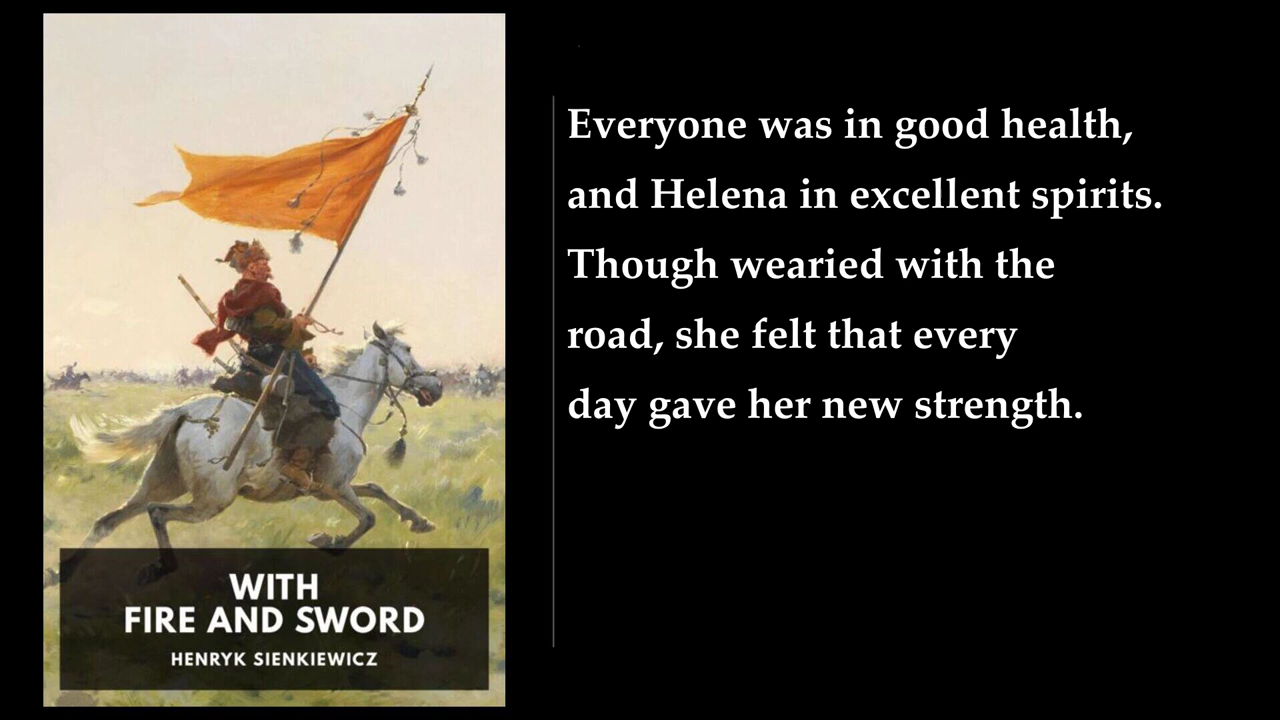 Everyone was in good health,
and Helena in excellent spirits.
Though wearied with the
road, she felt that every
day gave her new strength.
WITH
FIRE AND SWORD
HENRYK SIENKIEWICZ